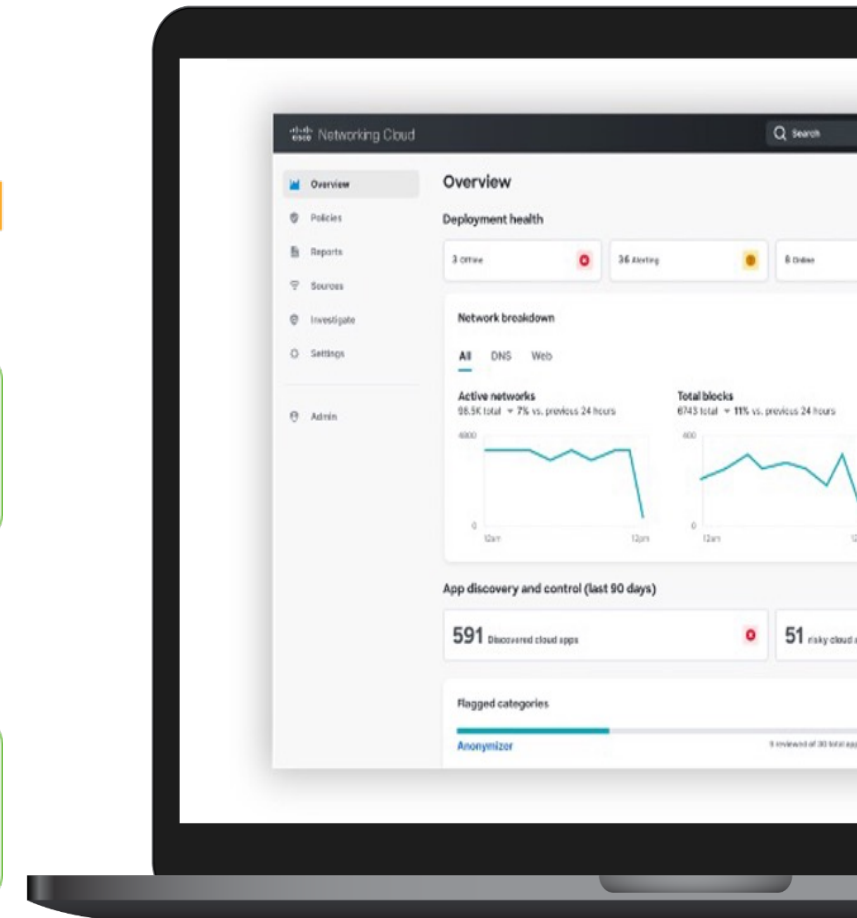 cisco Networking Cloud
Search
Overview
Policies
Reports
Sources
Investigate
Settings
Admin
Overview
Deployment health
3 Offline
36 Alerting
8 Online
Network breakdown
All DNS Web
Active networks
98.5K total 7% vs. previous 24 hours
4800
0
12am 12pm
Total blocks
6743 total 11% vs. previous 24 hours
600
0
12am
App discovery and control (last 90 days)
591 Discovered cloud apps
51 risky cloud
Flagged categories
Anonymizer